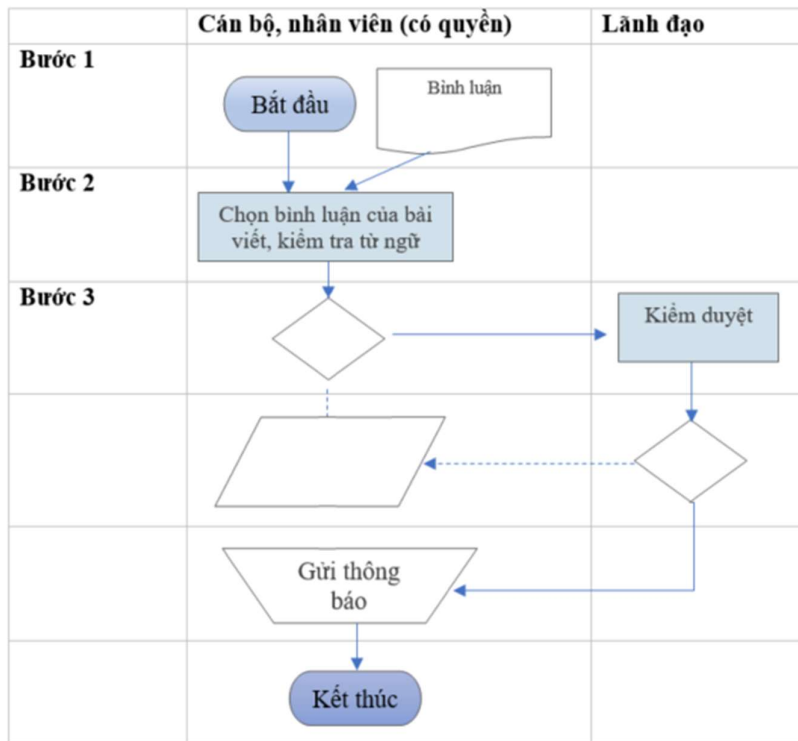 Cán bộ, nhân viên (có quyền)
Lãnh đạo
Bước 1
Bắt đầu
Bình luận
Bước 2
Chọn bình luận của bài
viết, kiểm tra từ ngữ
Bước 3
Kiểm duyệt
Gửi thông
báo
Kết thúc